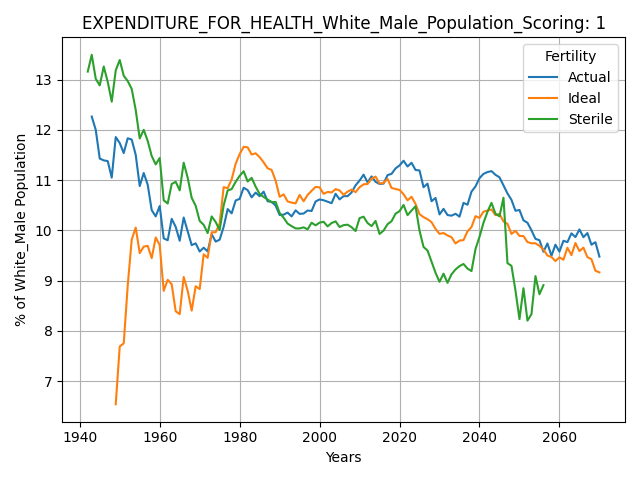 EXPENDITURE_FOR_HEALTH_White_Male_Population_Scoring: 1
Fertility
Actual
Ideal
Sterile
% of White_Male Population
13
12
11
10
9
8
7
1940 1960 1980 2000 2020 2040 2060
Years